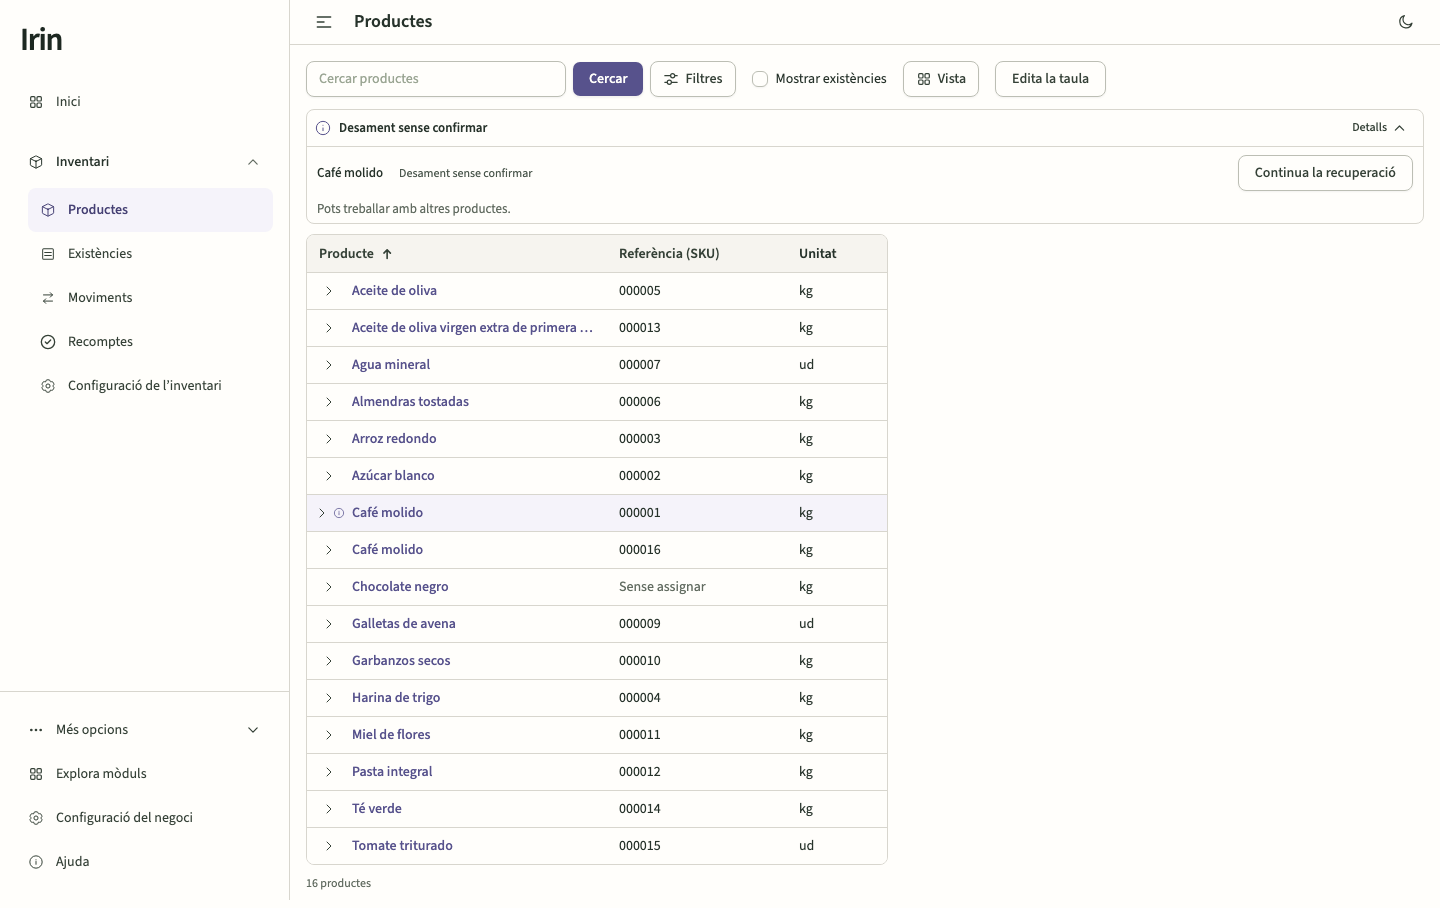 Irin
Inici
Inventari
Productes
Existències
Moviments
Recomptes
Configuració de l’inventari
Més opcions
Explora mòduls
Configuració del negoci
Ajuda
Productes
Cercar productes Cercar Filtres Mostrar existències Vista Edita la taula
Desament sense confirmar Detalls
Café molido Desament sense confirmar Continua la recuperació
Pots treballar amb altres productes.
Producte Referència (SKU) Unitat
Aceite de oliva 000005 kg
Aceite de oliva virgen extra de primera … 000013 kg
Agua mineral 000007 ud
Almendras tostadas 000006 kg
Arroz redondo 000003 kg
Azúcar blanco 000002 kg
Café molido 000001 kg
Café molido 000016 kg
Chocolate negro Sense assignar kg
Galletas de avena 000009 ud
Garbanzos secos 000010 kg
Harina de trigo 000004 kg
Miel de flores 000011 kg
Pasta integral 000012 kg
Té verde 000014 kg
Tomate triturado 000015 ud
16 productes